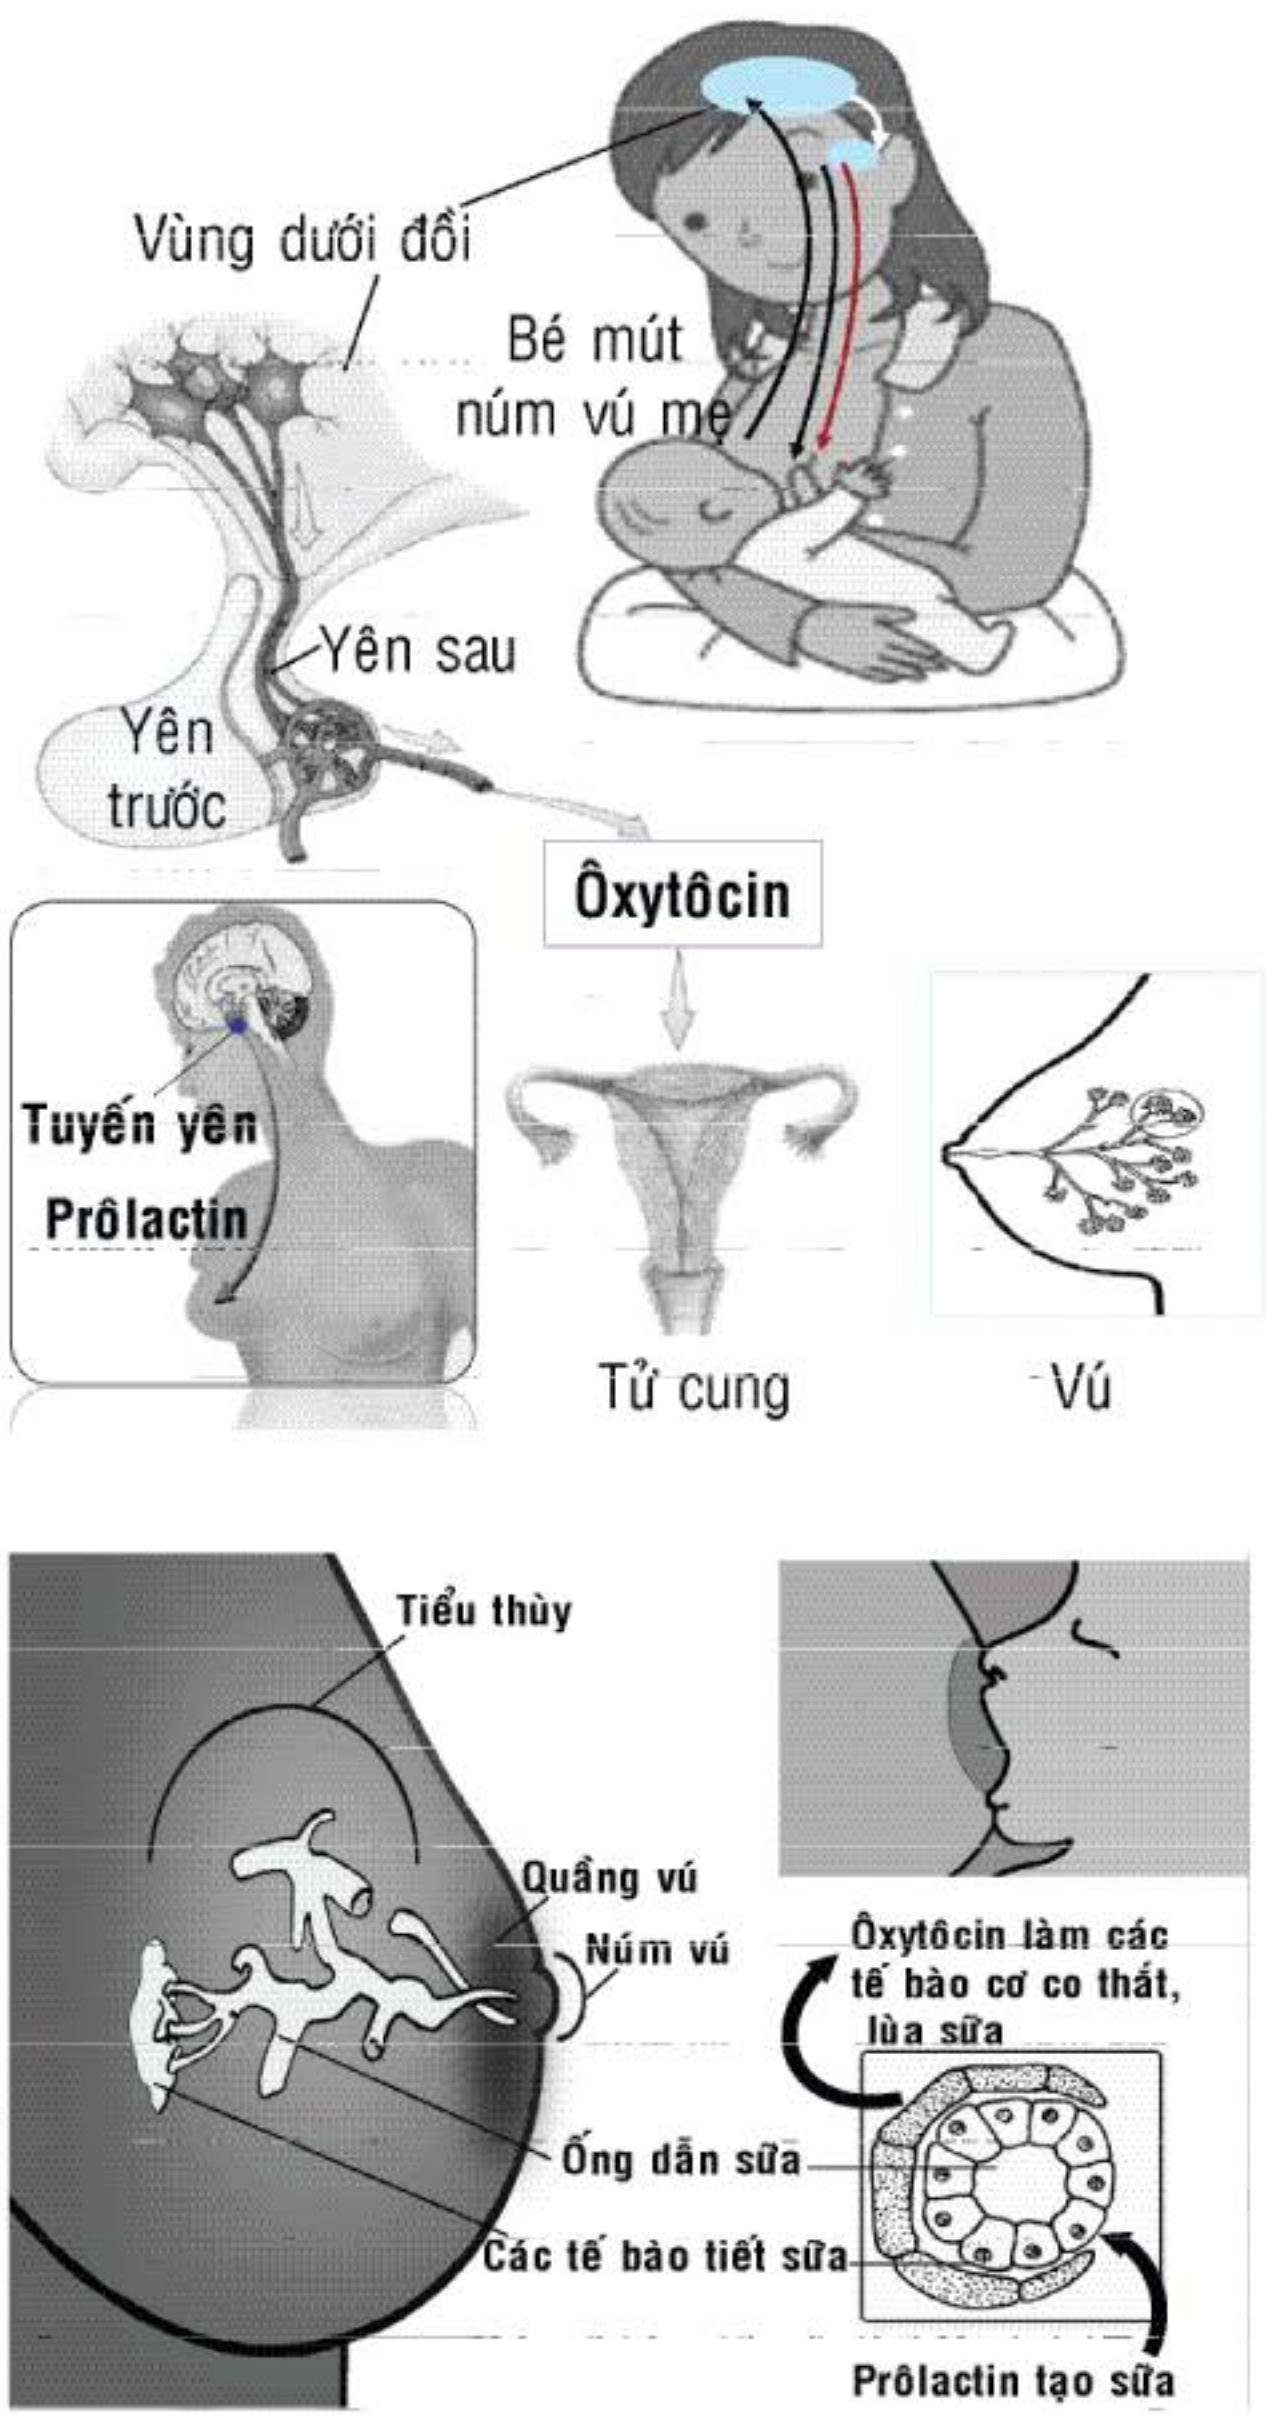 Vùng dưới đồi
Bé mút
núm vú mẹ
Yên sau
Yên
trước
Ôxytôcin
Tuyến yên
Prôlactin
Tử cung
Vú
Tiểu thùy
Quầng vú
Núm vú
Ôxytôcin làm các
tế bào cơ co thắt,
lùa sữa
Ống dẫn sữa
Các tế bào tiết sữa
Prôlactin tạo sữa